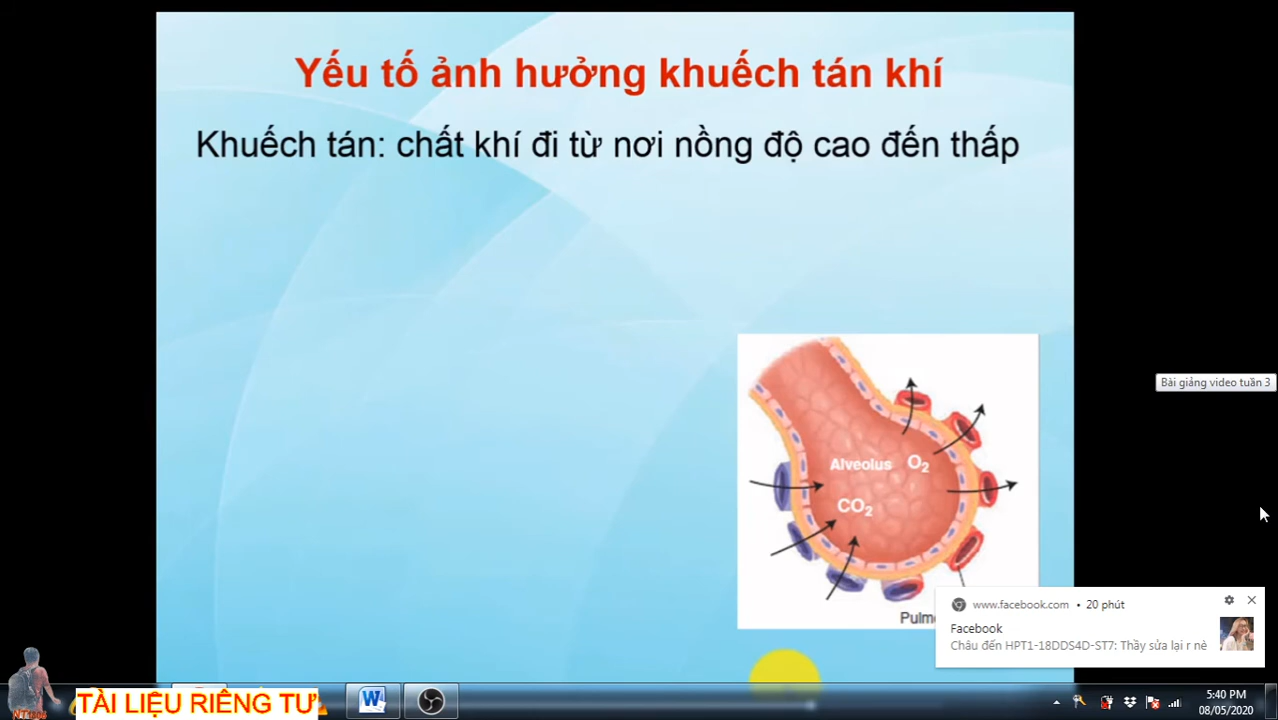 Yếu tố ảnh hưởng khuếch tán khí
Khuếch tán: chất khí đi từ nơi nồng độ cao đến thấp
Bài giảng video tuần 3
Alveolus O₂
CO₂
www.facebook.com • 20 phút
Facebook
Châu đến HPT1-18DDS4D-ST7: Thầy sửa lại r nè
TÀI LIỆU RIÊNG TƯ
5:40 PM
08/05/2020